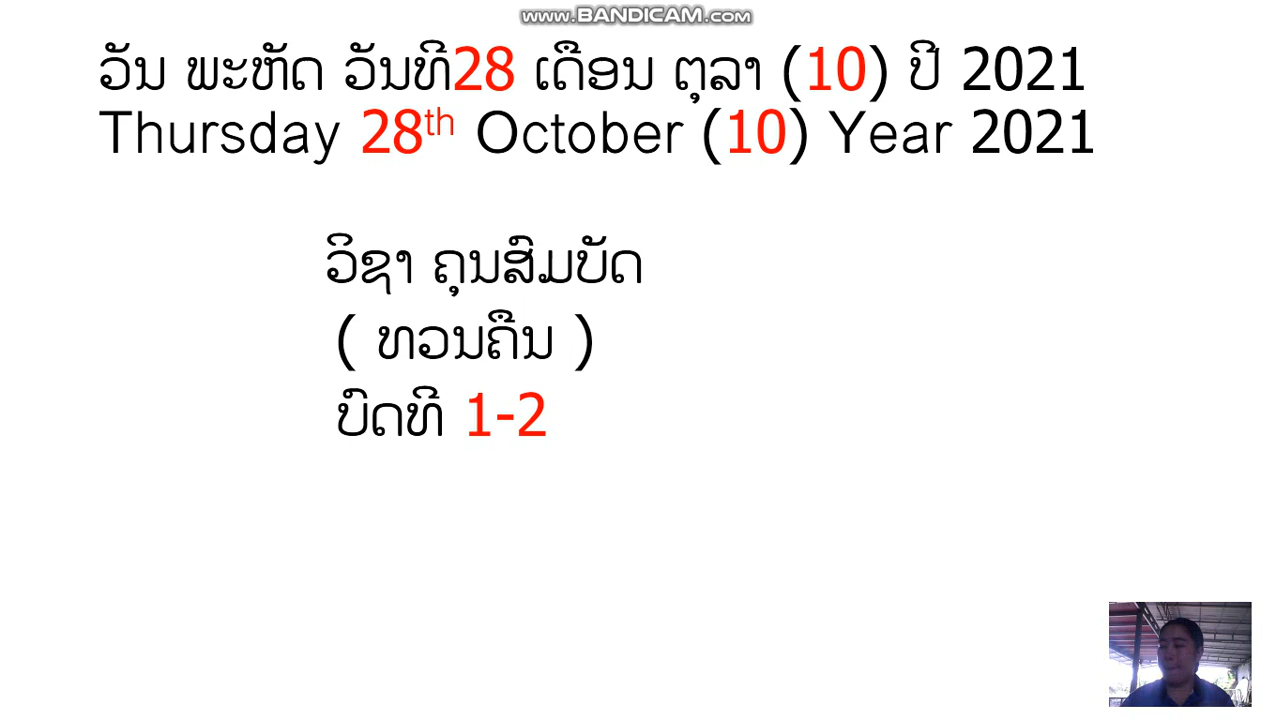 www.BANDICAM.com
ວັນ ພະຫັດ ວັນທີ28 ເດືອນ ຕຸລາ (10) ປີ 2021
Thursday 28th October (10) Year 2021
ວິຊາ ຄຸນສົມບັດ
( ທວນຄືນ )
ບົດທີ 1-2